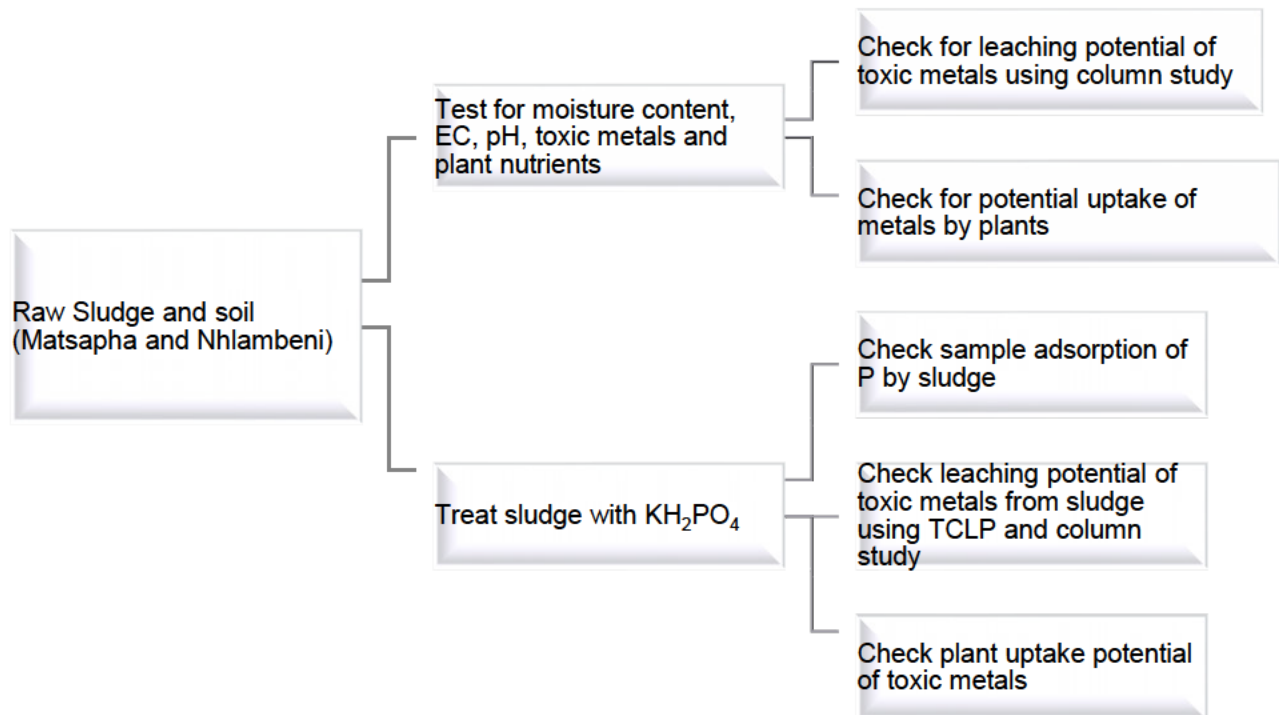 Raw Sludge and soil
(Matsapha and Nhlambeni)
Test for moisture content,
EC, pH, toxic metals and
plant nutrients
Check for leaching potential of
toxic metals using column study
Check for potential uptake of
metals by plants
Treat sludge with KH₂PO₄
Check sample adsorption of
P by sludge
Check leaching potential of
toxic metals from sludge
using TCLP and column
study
Check plant uptake potential
of toxic metals